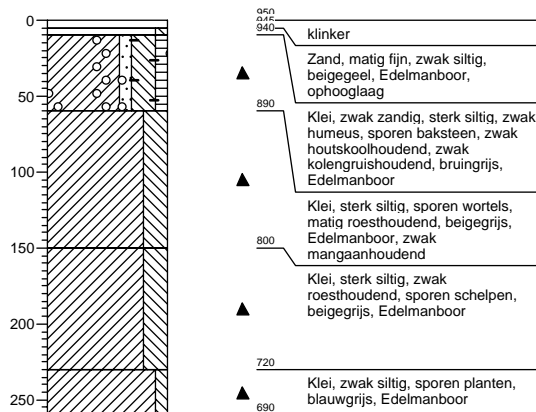 0
50
100
150
200
250
950
945
940
890
800
720
690
klinker
Zand, matig fijn, zwak siltig,
beigegeel, Edelmanboor,
ophooglaag
Klei, zwak zandig, sterk siltig, zwak
humeus, sporen baksteen, zwak
houtskoolhoudend, zwak
kolengruishoudend, bruingrijs,
Edelmanboor
Klei, sterk siltig, sporen wortels,
matig roesthoudend, beigegrijs,
Edelmanboor, zwak
mangaanhoudend
Klei, sterk siltig, zwak
roesthoudend, sporen schelpen,
beigegrijs, Edelmanboor
Klei, zwak siltig, sporen planten,
blauwgrijs, Edelmanboor